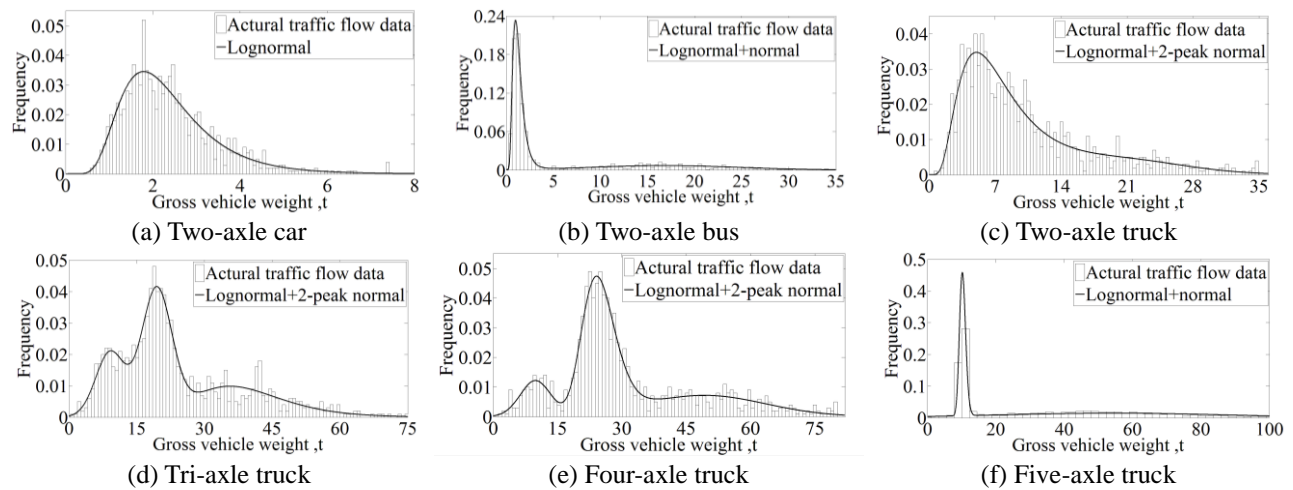 0.05
0.04
0.03
0.02
0.01
0
Frequency
Actural traffic flow data
Lognormal
0 2 4 6 8
Gross vehicle weight ,t
(a) Two-axle car
0.24
0.18
0.12
0.06
0
Frequency
Actural traffic flow data
Lognormal+normal
0 5 10 15 20 25 30 35
Gross vehicle weight ,t
(b) Two-axle bus
0.04
0.03
0.02
0.01
0
Frequency
Actural traffic flow data
Lognormal+2-peak normal
0 7 14 21 28 35
Gross vehicle weight ,t
(c) Two-axle truck
0.05
0.04
0.03
0.02
0.01
0
Frequency
Actural traffic flow data
Lognormal+2-peak normal
0 15 30 45 60 75
Gross vehicle weight ,t
(d) Tri-axle truck
0.05
0.04
0.03
0.02
0.01
0
Frequency
Actural traffic flow data
Lognormal+2-peak normal
0 15 30 45 60 75
Gross vehicle weight ,t
(e) Four-axle truck
0.5
0.4
0.3
0.2
0.1
0
Frequency
Actural traffic flow data
Lognormal+normal
0 20 40 60 80 100
Gross vehicle weight ,t
(f) Five-axle truck